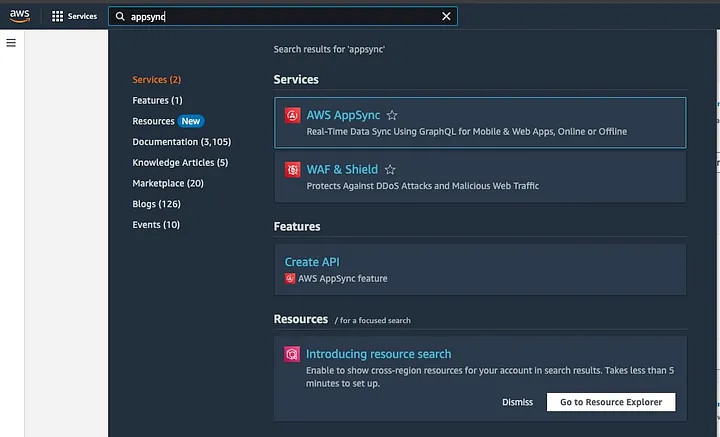 aws
Services
appsync
Search results for 'appsync'
Services (2)
Features (1)
Resources New
Documentation (3,105)
Knowledge Articles (5)
Marketplace (20)
Blogs (126)
Events (10)
Services
AWS AppSync
Real-Time Data Sync Using GraphQL for Mobile & Web Apps, Online or Offline
WAF & Shield
Protects Against DDoS Attacks and Malicious Web Traffic
Features
Create API
AWS AppSync feature
Resources / for a focused search
Introducing resource search
Enable to show cross-region resources for your account in search results. Takes less than 5
minutes to set up.
Dismiss Go to Resource Explorer